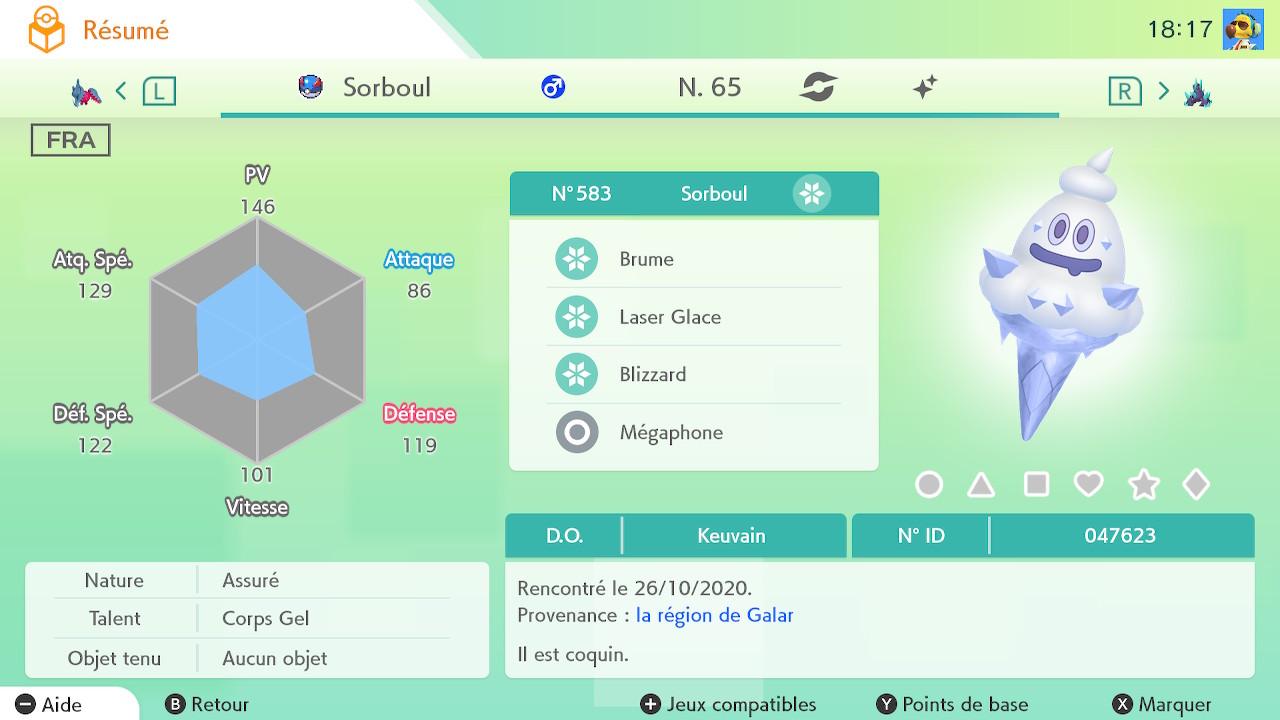 Résumé
18:17
L
Sorboul
N. 65
R
FRA
PV
146
Atq. Spé.
129
Attaque
86
Déf. Spé.
122
Défense
119
101
Vitesse
N° 583 Sorboul
Brume
Laser Glace
Blizzard
Mégaphone
D.O. Keuvain N° ID 047623
Nature Assuré
Talent Corps Gel
Objet tenu Aucun objet
Rencontré le 26/10/2020.
Provenance : la région de Galar
Il est coquin.
Aide
B Retour
Jeux compatibles
Y Points de base
X Marquer